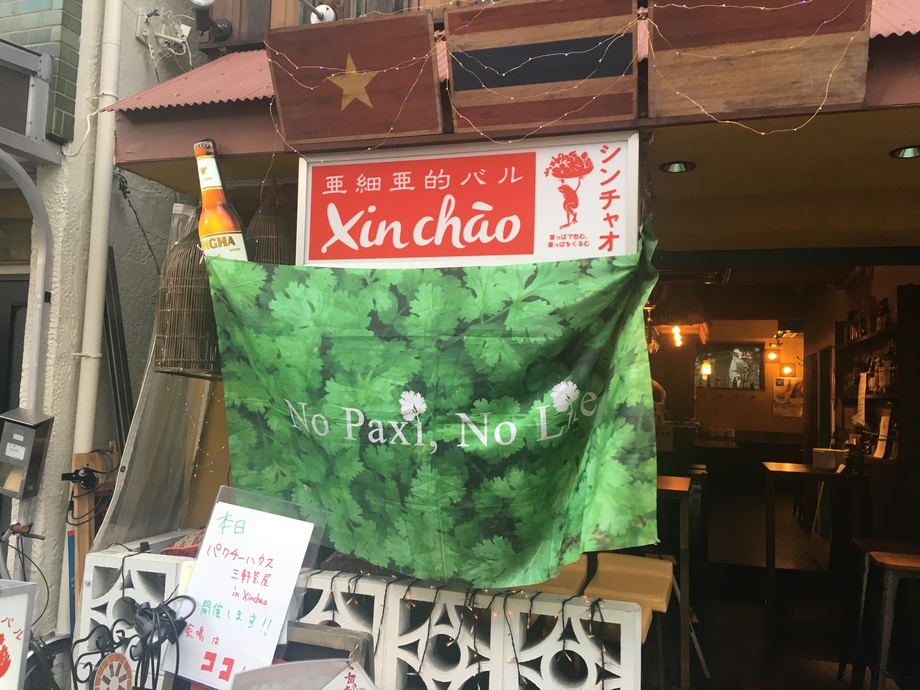 亜細亜的バル
Xin chào
シンチャオ
葉っぱで包む、
葉っぱをくるむ
NGHA
No Paxi, No Life
本日
パクチーハウス
三軒茶屋
in Xinchao
開催します!!
会場は
ココ!